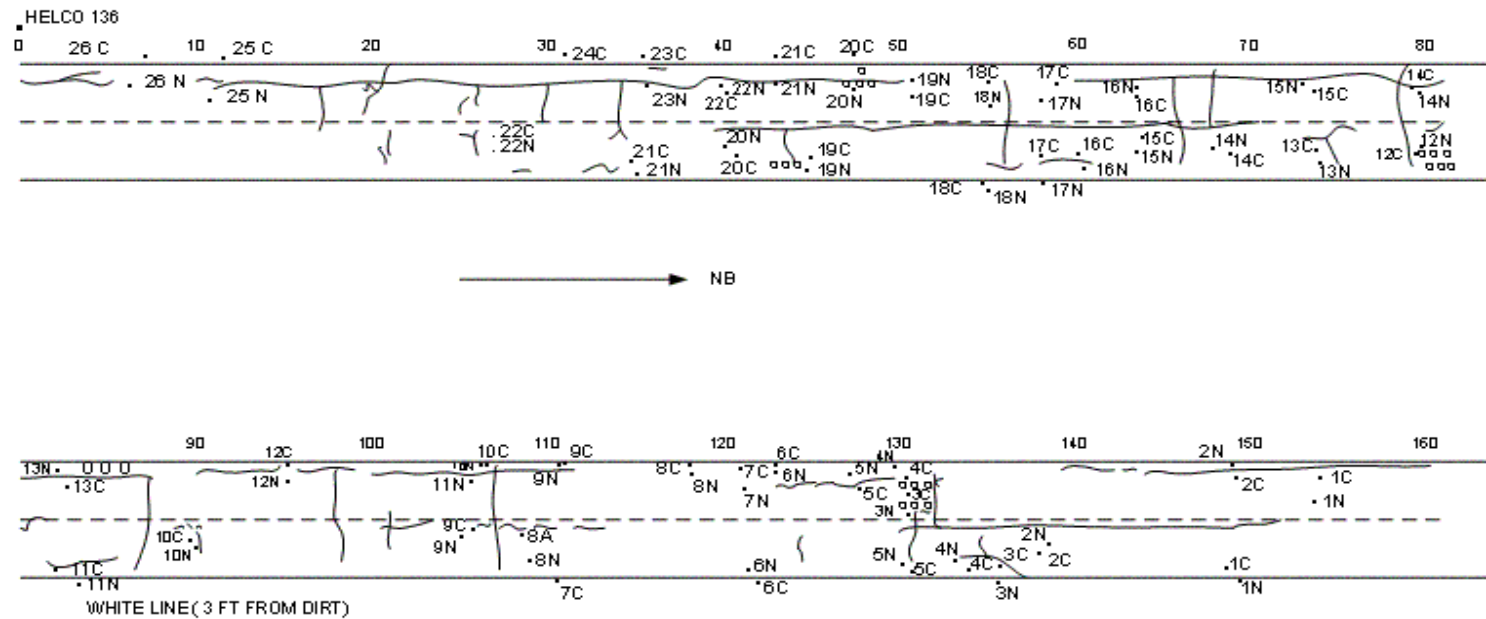 HELCO 136
0 26 C 10 25 C 20 30 24C 23C 40 21C 20C 50 60 70 80
26 N 25 N 23N 22C 22N 21N 20N 19N 19C 18C 18N 17C 17N 16N 16C 15N 15C 14C 14N
22C 22N 21C 21N 20N 20C 19C 19N 17C 16C 16N 15C 15N 14N 14C 13C 13N 12C 12N
18C 18N 17N
NB
90 12C 100 10C 110 9C 120 6C 130 4N 140 2N 150 160
13N 13C 12N 10N 11N 9N 8C 8N 7C 7N 6N 5N 5C 4C 3C 3N 2C 1C 1N
10C 10N 9C 9N 8A 8N 6N 5N 5C 4N 4C 3C 2N 2C 1C
11C 11N 7C 6C 3N 1N
WHITE LINE( 3 FT FROM DIRT)